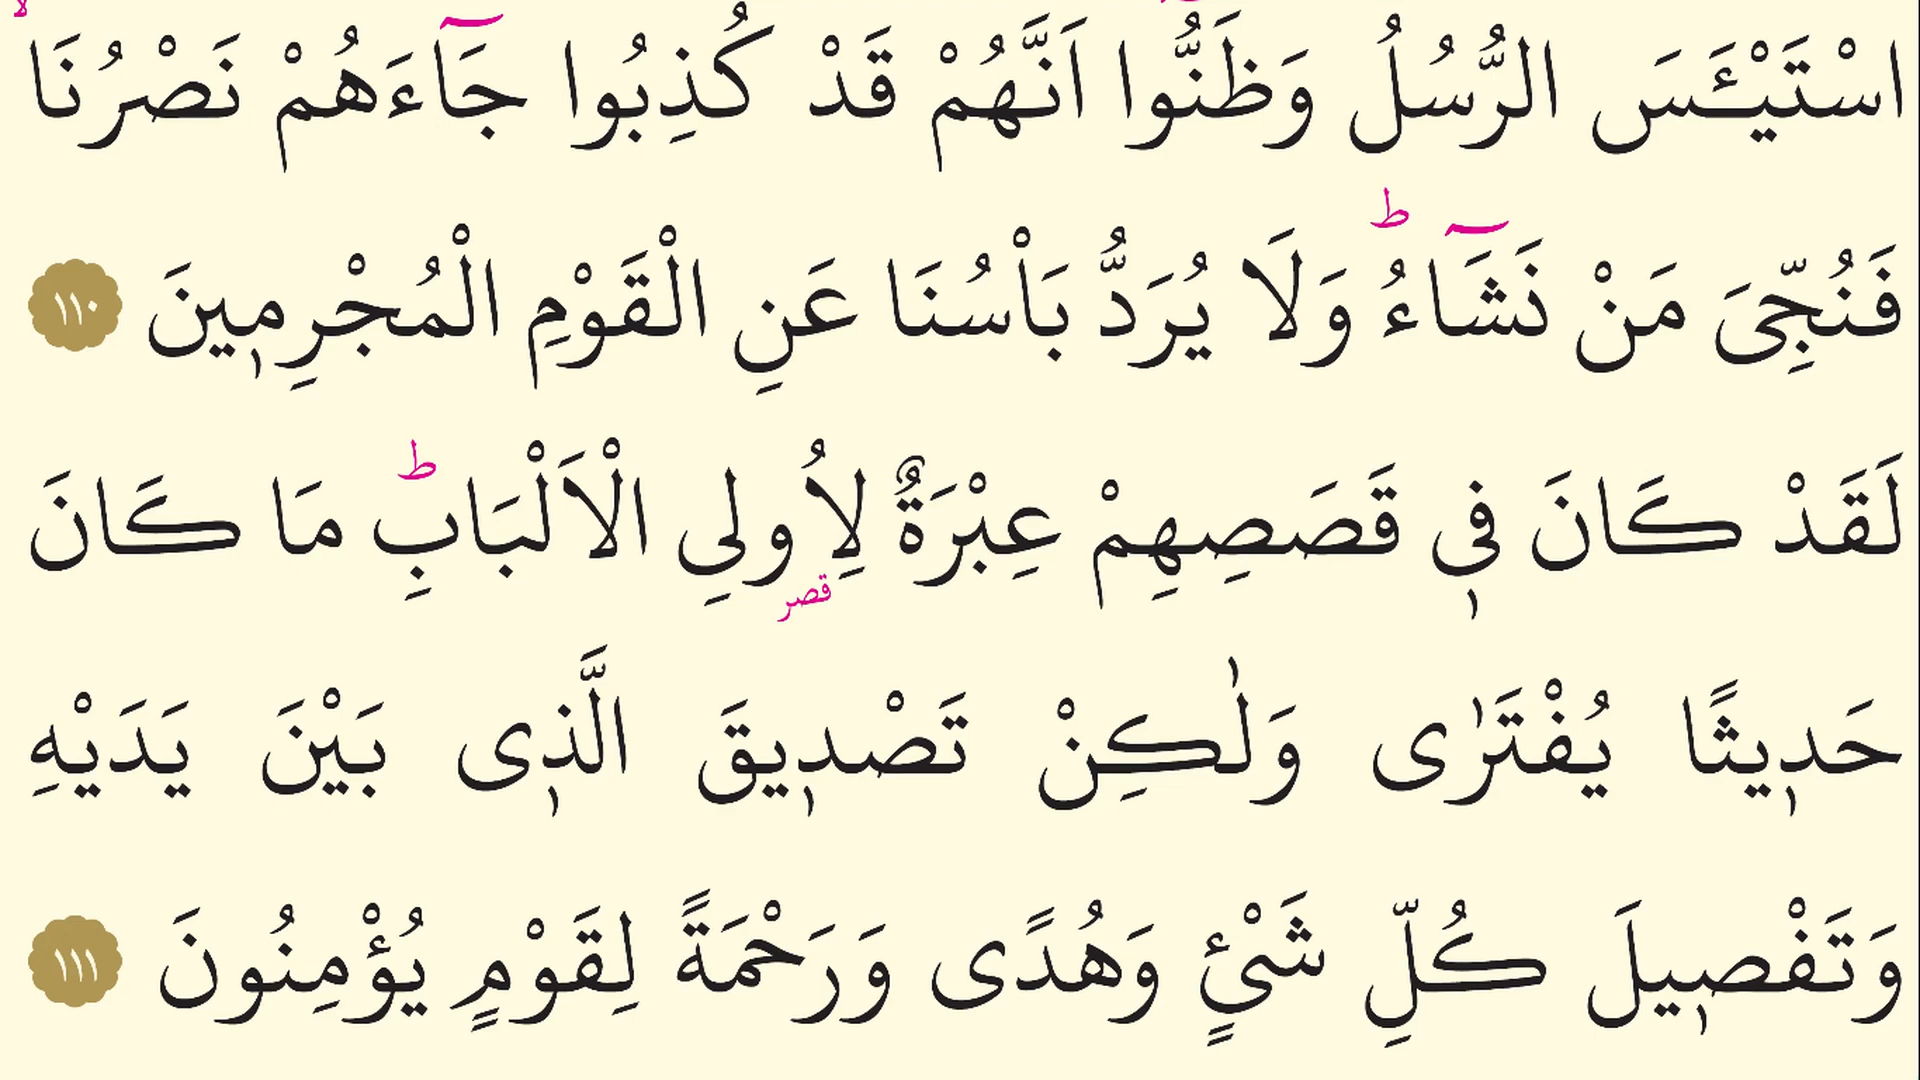 اسْتَيْـَٔسَ الرُّسُلُ وَظَنُّٓوا اَنَّهُمْ قَدْ كُذِبُوا جَٓاءَهُمْ نَصْرُنَاۙ
فَنُجِّىَ مَنْ نَشَٓاءُۜ وَلَا يُرَدُّ بَاْسُنَا عَنِ الْقَوْمِ الْمُجْرِمٖينَ ١١٠
لَقَدْ كَانَ فٖى قَصَصِهِمْ عِبْرَةٌ لِاُولِى الْاَلْبَابِۜ مَا كَانَ
قصر
حَدٖيثًا يُفْتَرٰى وَلٰكِنْ تَصْدٖيقَ الَّذٖى بَيْنَ يَدَيْهِ
وَتَفْصٖيلَ كُلِّ شَىْءٍ وَهُدًى وَرَحْمَةً لِقَوْمٍ يُؤْمِنُونَ ١١١